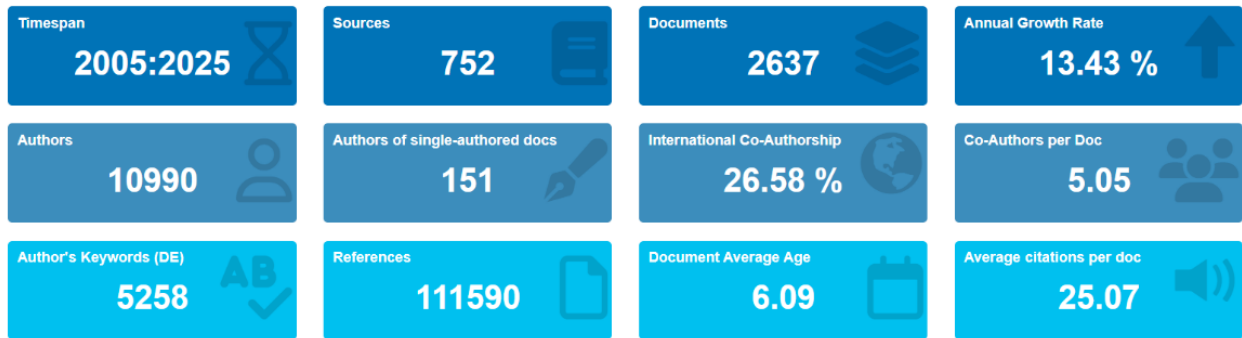 Timespan
2005:2025
Sources
752
Documents
2637
Annual Growth Rate
13.43 %
Authors
10990
Authors of single-authored docs
151
International Co-Authorship
26.58 %
Co-Authors per Doc
5.05
Author's Keywords (DE)
5258
AB
References
111590
Document Average Age
6.09
Average citations per doc
25.07